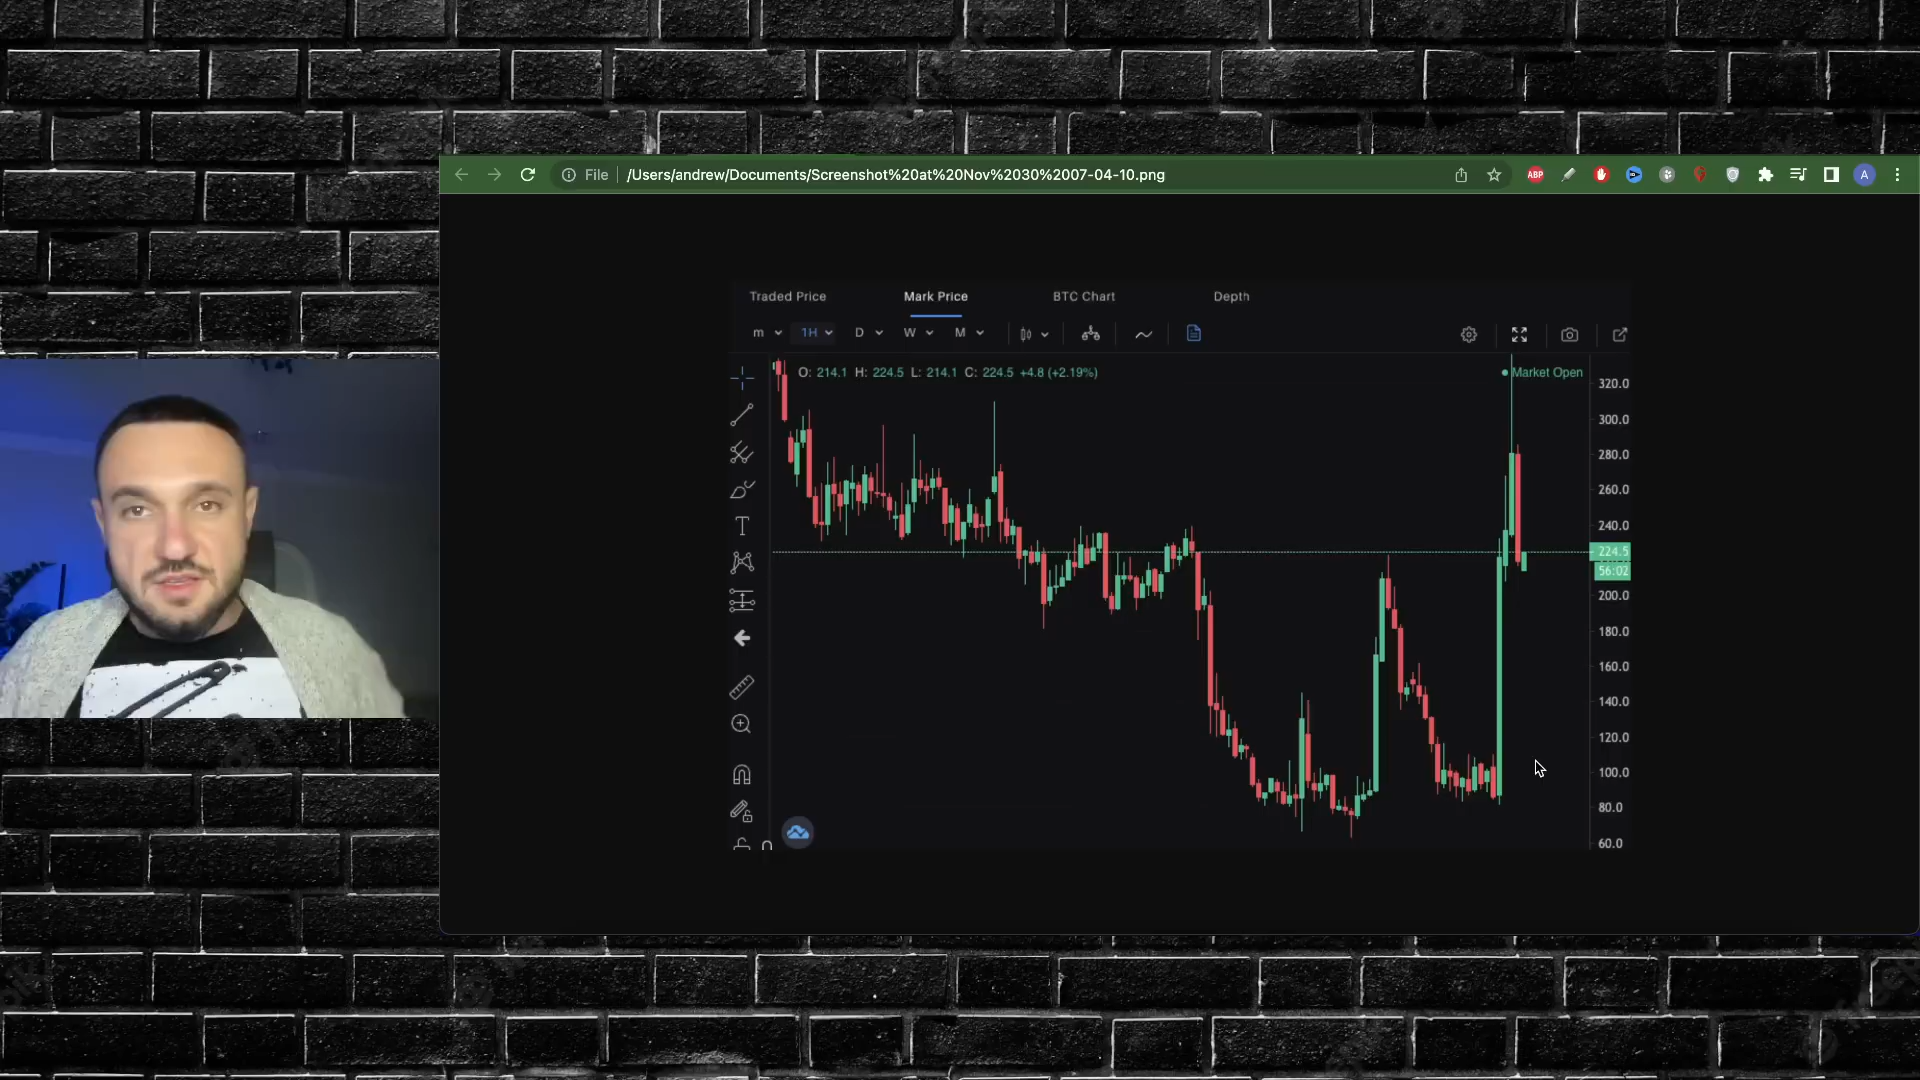 File /Users/andrew/Documents/Screenshot%20at%20Nov%2030%2007-04-10.png
ABP
A
Traded Price Mark Price BTC Chart Depth
m 1H D W M
O: 214.1 H: 224.5 L: 214.1 C: 224.5 +4.8 (+2.19%)
Market Open
T
320.0
300.0
280.0
260.0
240.0
224.5
56:02
200.0
180.0
160.0
140.0
120.0
100.0
80.0
60.0